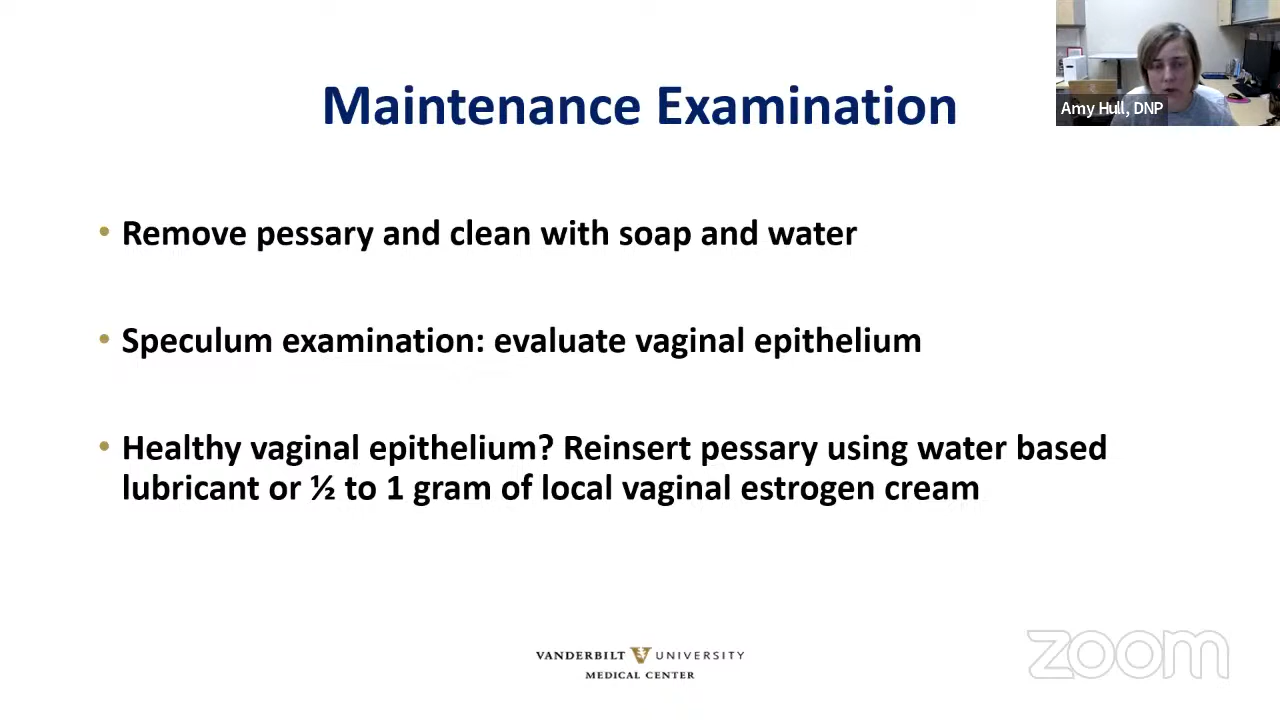 Maintenance Examination
Amy Hull, DNP
• Remove pessary and clean with soap and water
• Speculum examination: evaluate vaginal epithelium
• Healthy vaginal epithelium? Reinsert pessary using water based
lubricant or ½ to 1 gram of local vaginal estrogen cream
VANDERBILT UNIVERSITY
MEDICAL CENTER
zoom